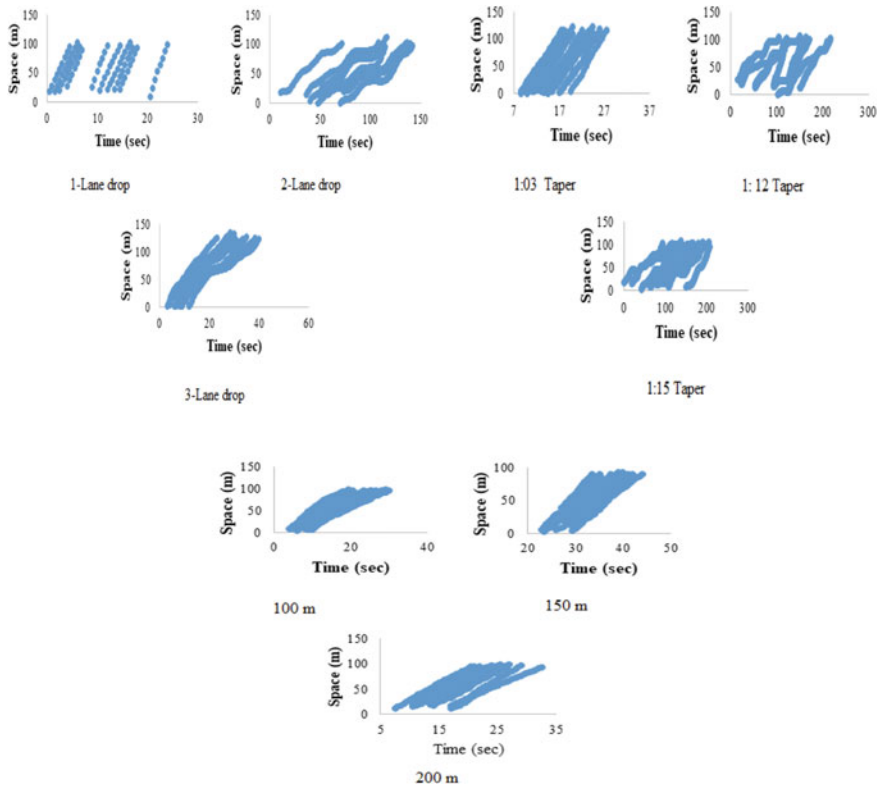 Space (m)
150
100
50
0
0 10 20 30
Time (sec)
1-Lane drop
Space (m)
150
100
50
0
0 50 100 150
Time (sec)
2-Lane drop
Space (m)
150
100
50
0
7 17 27 37
Time (sec)
1:03 Taper
Space (m)
150
100
50
0
0 100 200 300
Time (sec)
1: 12 Taper
Space (m)
150
100
50
0
0 20 40 60
Time (sec)
3-Lane drop
Space (m)
150
100
50
0
0 100 200 300
Time (sec)
1:15 Taper
Space (m)
150
100
50
0
0 20 40
Time (sec)
100 m
Space (m)
100
50
0
20 30 40 50
Time (sec)
150 m
Space (m)
150
100
50
0
5 15 25 35
Time (sec)
200 m